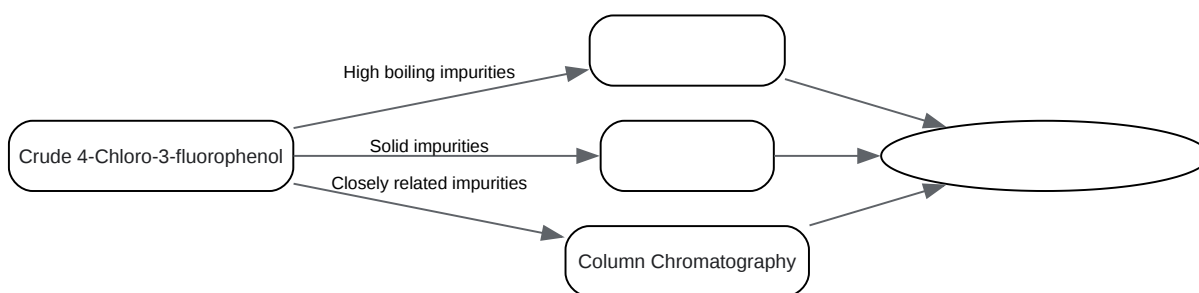 High boiling impurities
Crude 4-Chloro-3-fluorophenol
Solid impurities
Closely related impurities
Column Chromatography